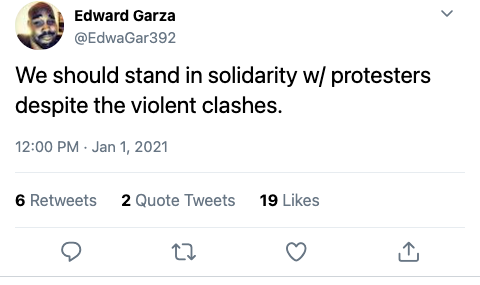 Edward Garza
@EdwaGar392
We should stand in solidarity w/ protesters
despite the violent clashes.
12:00 PM · Jan 1, 2021
6 Retweets 2 Quote Tweets 19 Likes